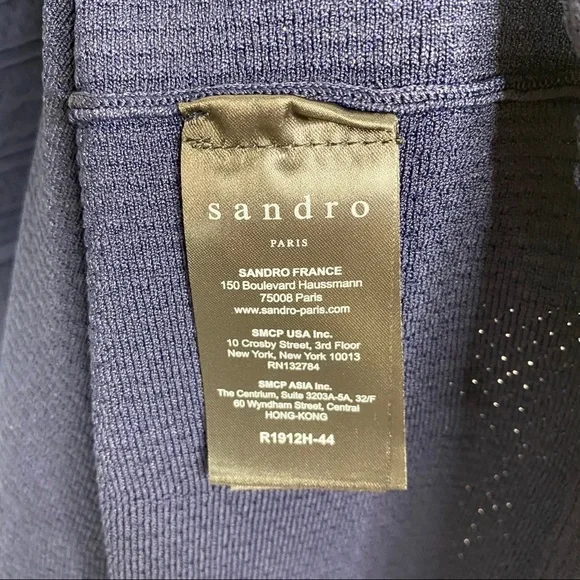 sandro
PARIS
SANDRO FRANCE
150 Boulevard Haussmann
75008 Paris
www.sandro-paris.com
SMCP USA Inc.
10 Crosby Street, 3rd Floor
New York, New York 10013
RN132784
SMCP ASIA Inc.
The Centrium, Suite 3203A-5A, 32/F
60 Wyndham Street, Central
HONG-KONG
R1912H-44